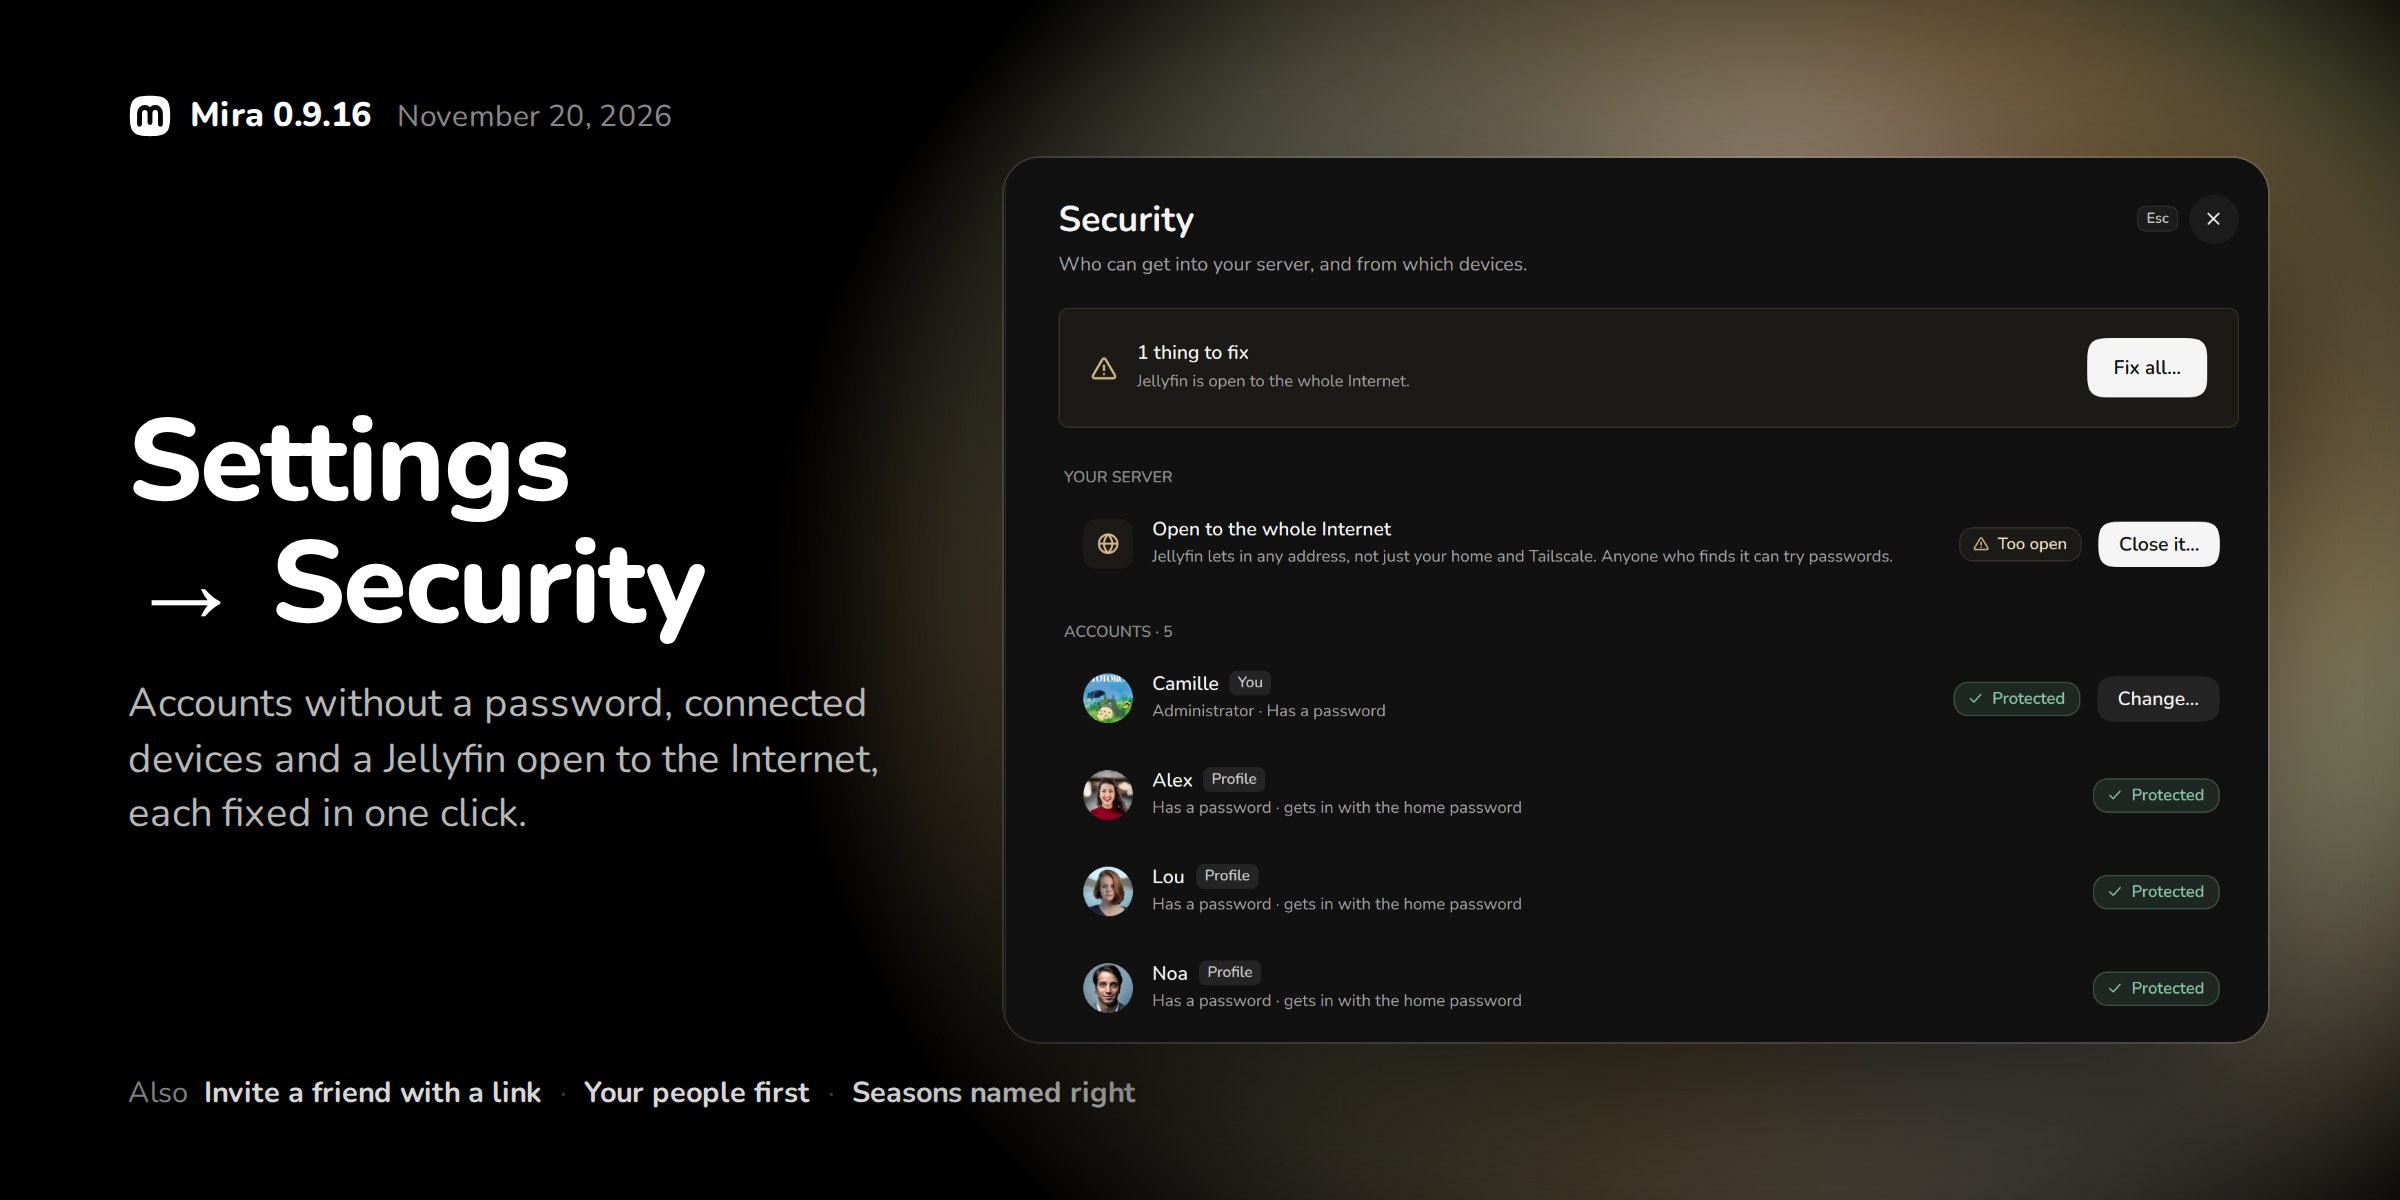 m Mira 0.9.16 November 20, 2026
Settings
→ Security
Accounts without a password, connected
devices and a Jellyfin open to the Internet,
each fixed in one click.
Also Invite a friend with a link · Your people first · Seasons named right
Security
Esc
Who can get into your server, and from which devices.
1 thing to fix
Jellyfin is open to the whole Internet.
Fix all...
YOUR SERVER
Open to the whole Internet
Jellyfin lets in any address, not just your home and Tailscale. Anyone who finds it can try passwords.
Too open
Close it...
ACCOUNTS · 5
Camille You
Administrator · Has a password
Protected
Change...
Alex Profile
Has a password · gets in with the home password
Protected
Lou Profile
Has a password · gets in with the home password
Protected
Noa Profile
Has a password · gets in with the home password
Protected